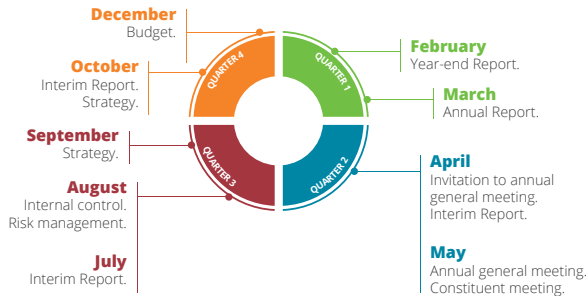 December
Budget.
October
Interim Report.
Strategy.
September
Strategy.
August
Internal control.
Risk management.
July
Interim Report.
QUARTER 4
QUARTER 1
QUARTER 3
QUARTER 2
February
Year-end Report.
March
Annual Report.
April
Invitation to annual
general meeting.
Interim Report.
May
Annual general meeting.
Constituent meeting.